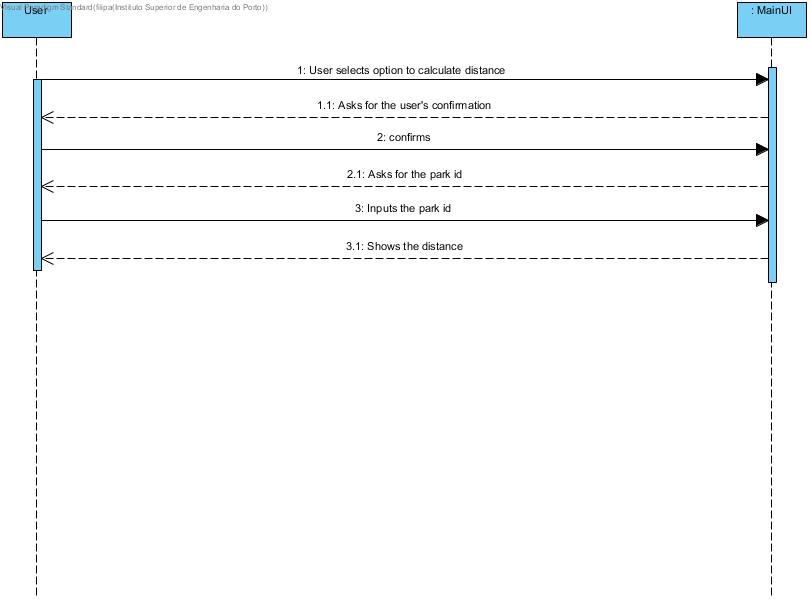 Visual Paradigm Standard(filipa(Instituto Superior de Engenharia do Porto))
User
: MainUI
1: User selects option to calculate distance
1.1: Asks for the user's confirmation
2: confirms
2.1: Asks for the park id
3: Inputs the park id
3.1: Shows the distance